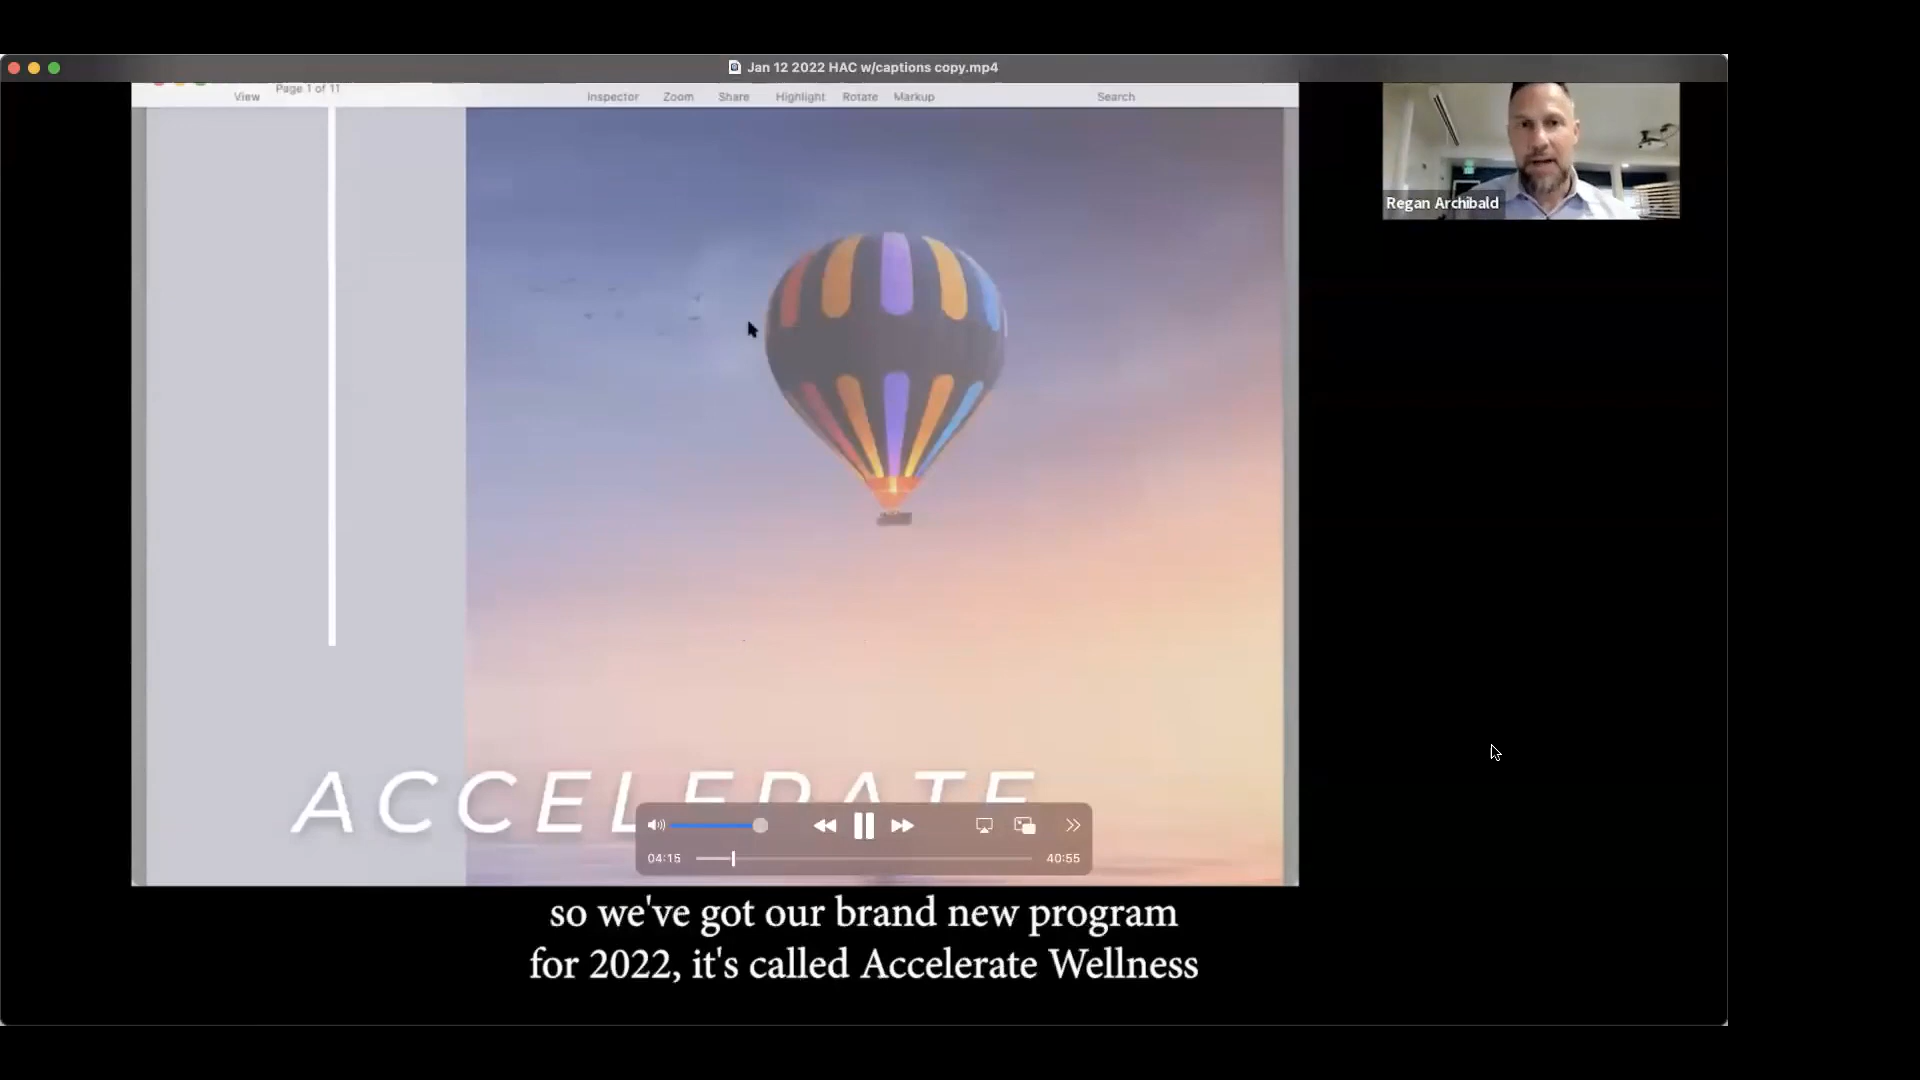 Jan 12 2022 HAC w/captions copy.mp4
Page 1 of 11
View Inspector Zoom Share Highlight Rotate Markup Search
Regan Archibald
ACCELERATE
04:15 40:55
so we've got our brand new program
for 2022, it's called Accelerate Wellness